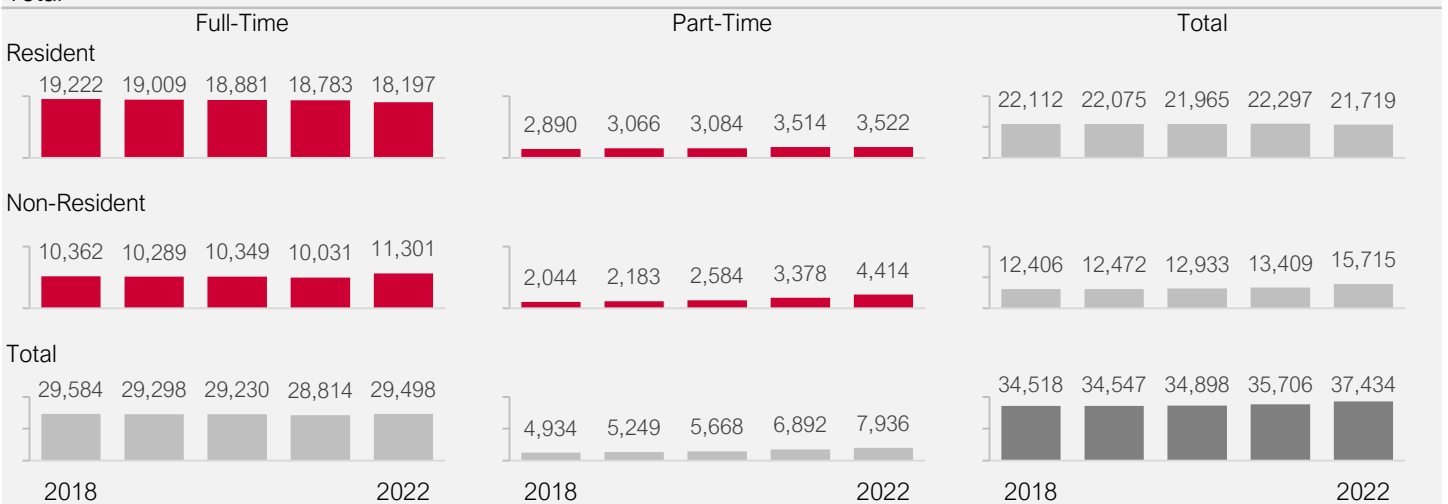 Full-Time Part-Time Total
Resident
19,222 19,009 18,881 18,783 18,197
2,890 3,066 3,084 3,514 3,522
22,112 22,075 21,965 22,297 21,719
Non-Resident
10,362 10,289 10,349 10,031 11,301
2,044 2,183 2,584 3,378 4,414
12,406 12,472 12,933 13,409 15,715
Total
29,584 29,298 29,230 28,814 29,498
4,934 5,249 5,668 6,892 7,936
34,518 34,547 34,898 35,706 37,434
2018 2022 2018 2022 2018 2022